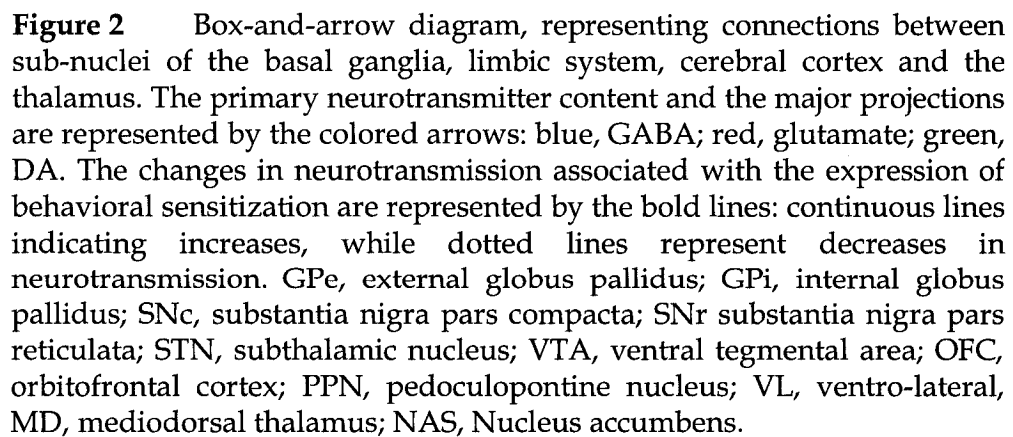 Figure 2 Box-and-arrow diagram, representing connections between
sub-nuclei of the basal ganglia, limbic system, cerebral cortex and the
thalamus. The primary neurotransmitter content and the major projections
are represented by the colored arrows: blue, GABA; red, glutamate; green,
DA. The changes in neurotransmission associated with the expression of
behavioral sensitization are represented by the bold lines: continuous lines
indicating increases, while dotted lines represent decreases in
neurotransmission. GPe, external globus pallidus; GPi, internal globus
pallidus; SNc, substantia nigra pars compacta; SNr substantia nigra pars
reticulata; STN, subthalamic nucleus; VTA, ventral tegmental area; OFC,
orbitofrontal cortex; PPN, pedoculopontine nucleus; VL, ventro-lateral,
MD, mediodorsal thalamus; NAS, Nucleus accumbens.